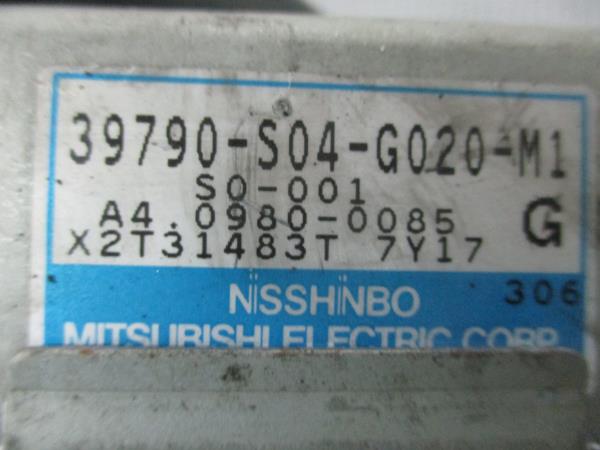 39790-S04-G020-M1
S0-001
A4.0980-0085 G
X2T31483T 7Y17
306
NISSHINBO
MITSUBISHI ELECTRIC CORP